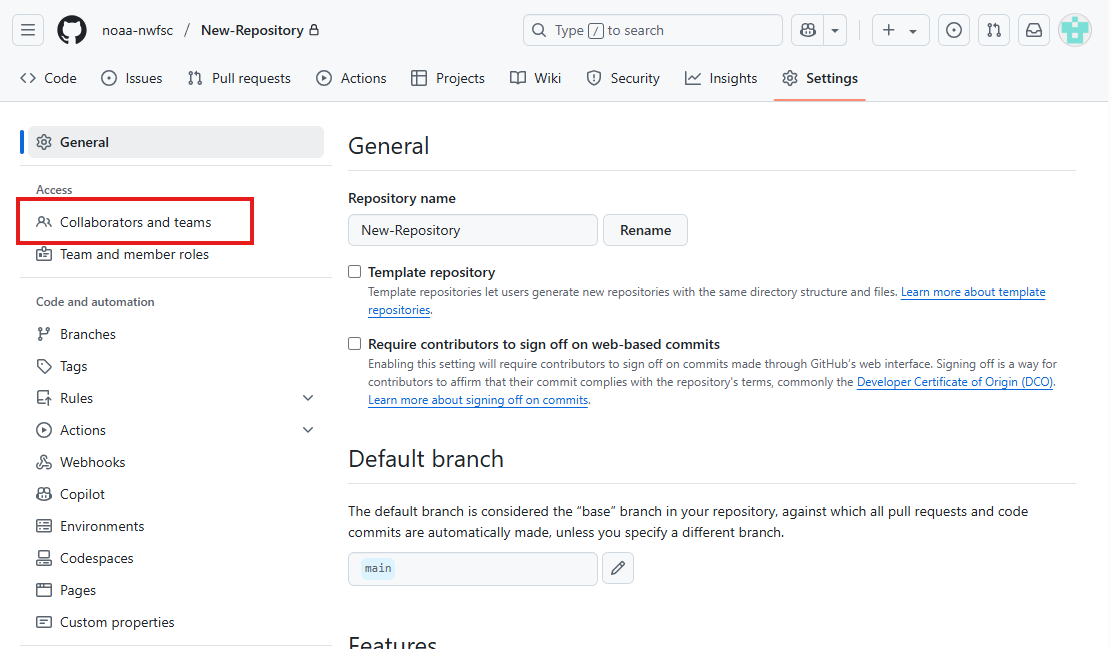 noaa-nwfsc / New-Repository
Type / to search
Code
Issues
Pull requests
Actions
Projects
Wiki
Security
Insights
Settings
General
Access
Collaborators and teams
Team and member roles
Code and automation
Branches
Tags
Rules
Actions
Webhooks
Copilot
Environments
Codespaces
Pages
Custom properties
General
Repository name
New-Repository
Rename
Template repository
Template repositories let users generate new repositories with the same directory structure and files. Learn more about template
repositories.
Require contributors to sign off on web-based commits
Enabling this setting will require contributors to sign off on commits made through GitHub's web interface. Signing off is a way for
contributors to affirm that their commit complies with the repository's terms, commonly the Developer Certificate of Origin (DCO).
Learn more about signing off on commits.
Default branch
The default branch is considered the “base” branch in your repository, against which all pull requests and code
commits are automatically made, unless you specify a different branch.
main
Features